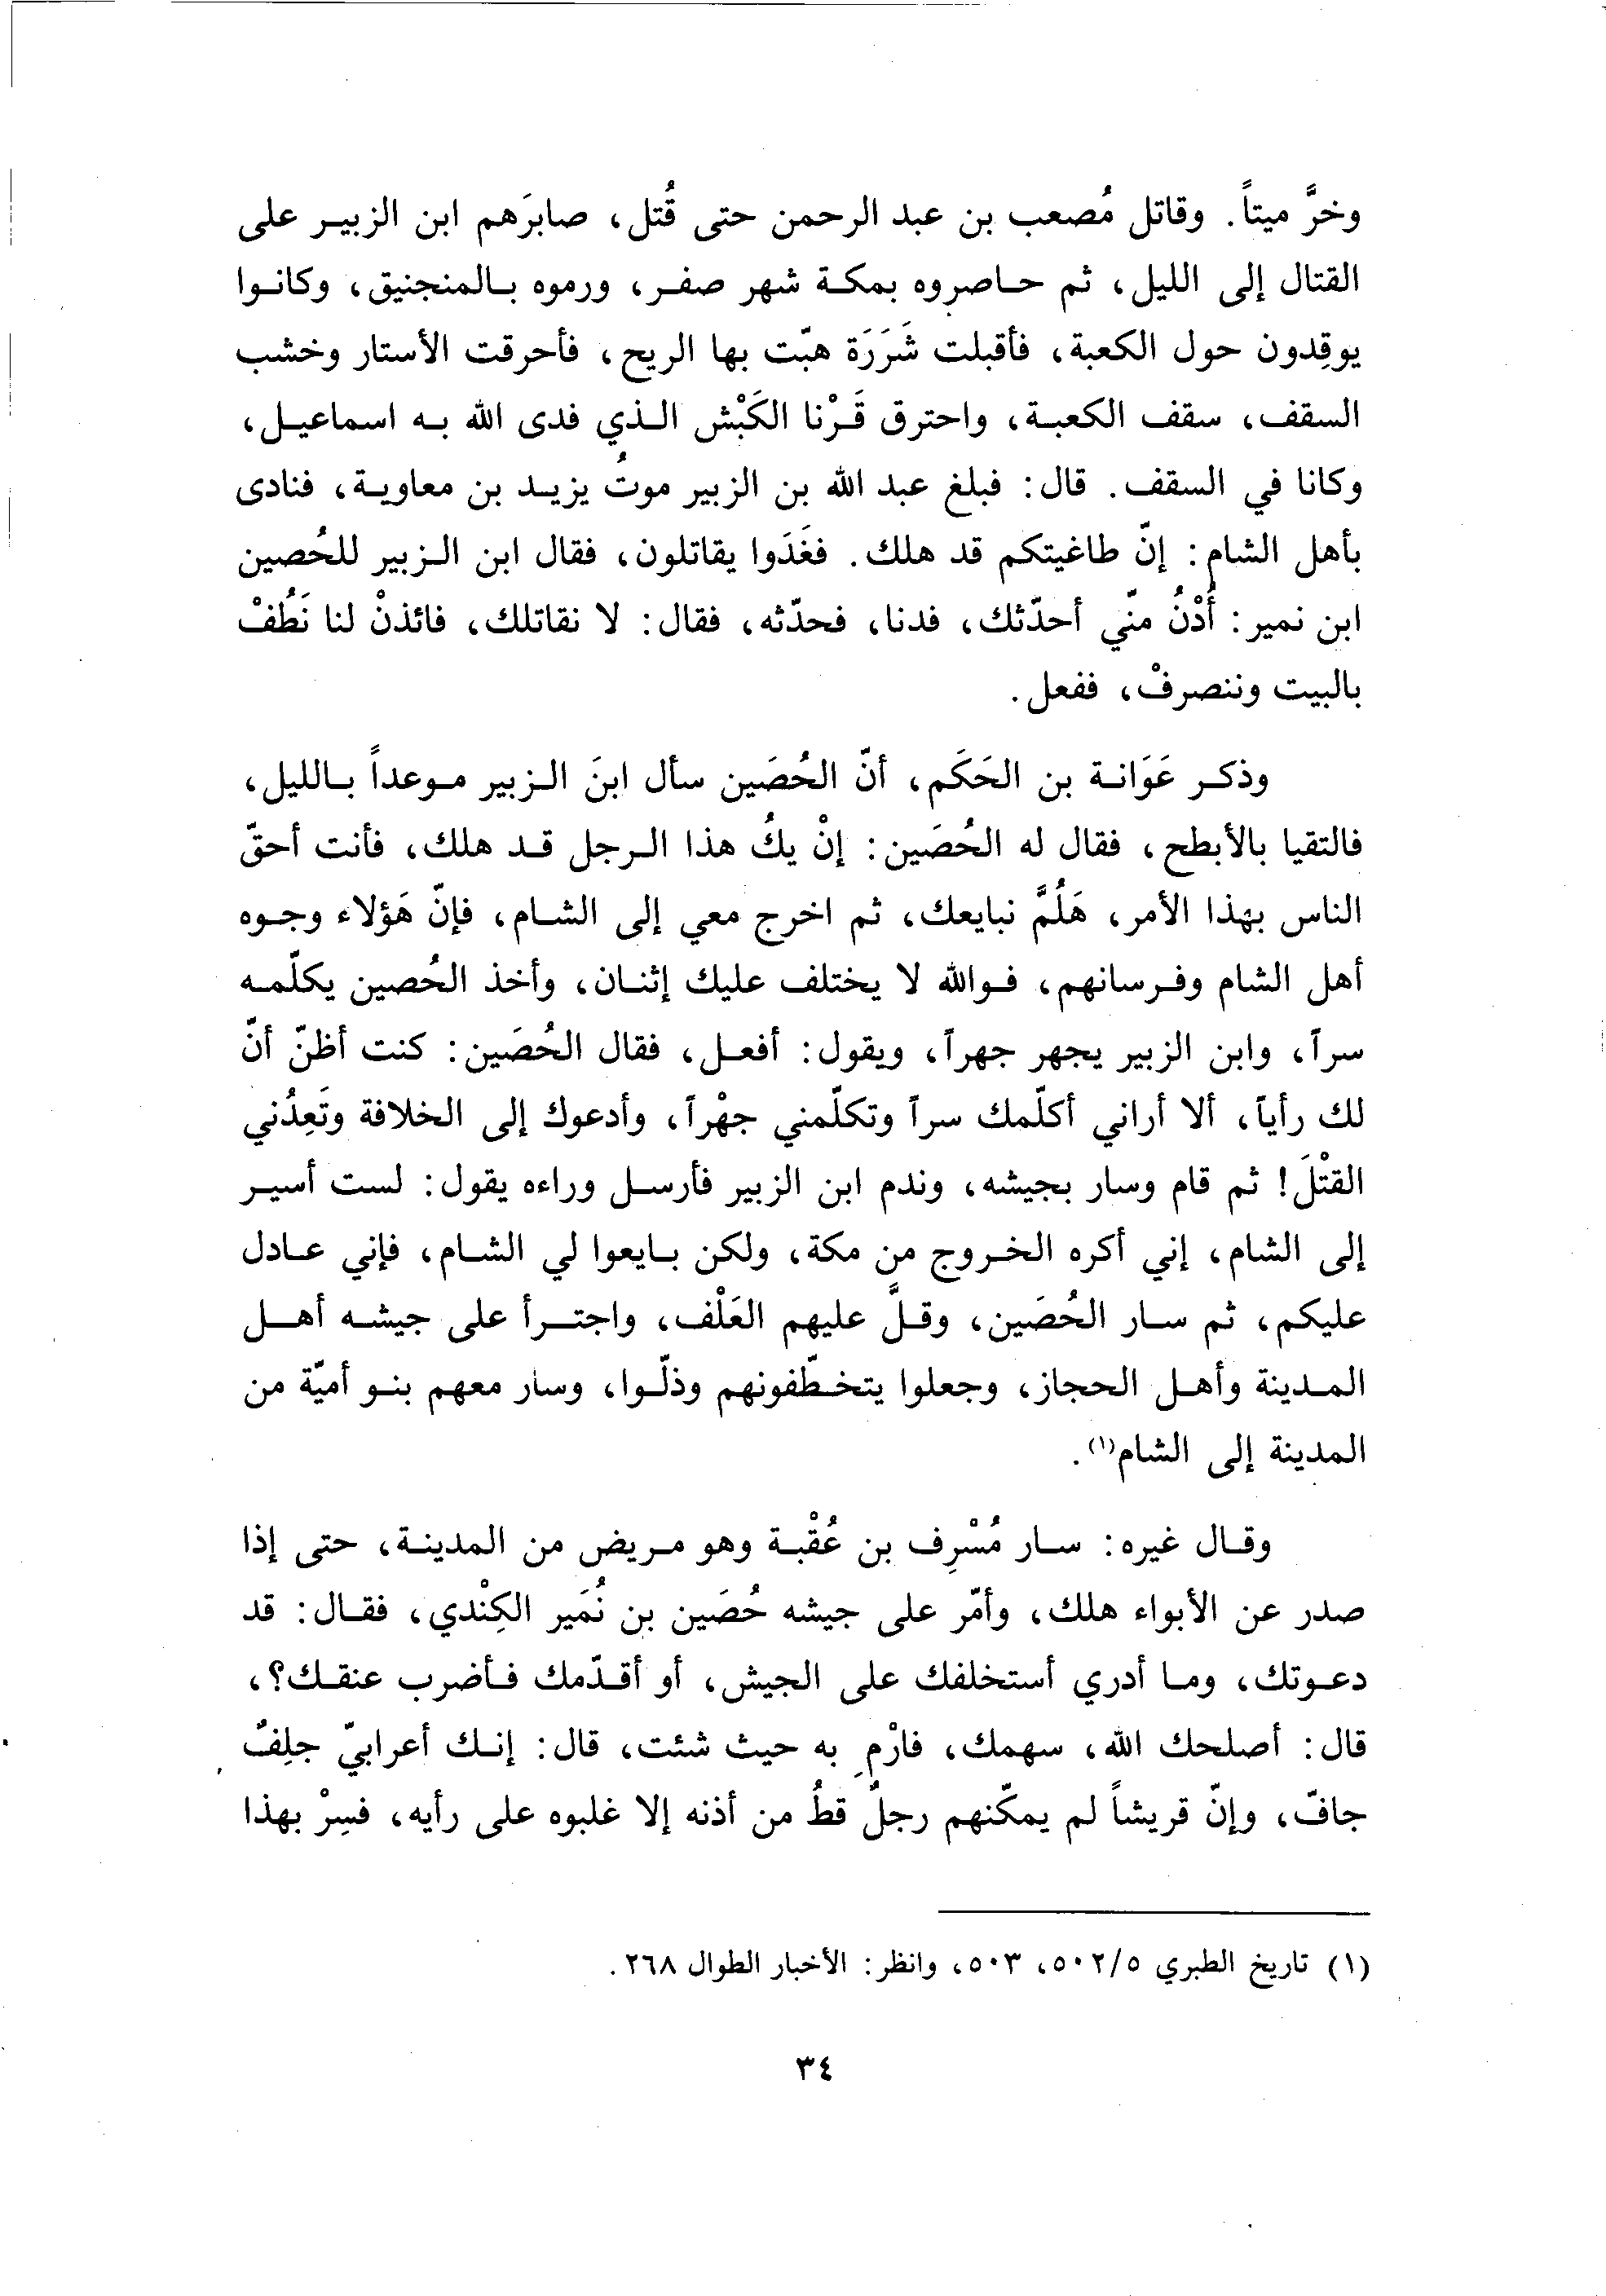 وخرَّ ميتاً. وقاتل مُصعب بن عبد الرحمن حتى قُتل، صابرَهم ابن الزبير على
القتال إلى الليل، ثم حاصروه بمكة شهر صفر، ورموه بالمنجنيق، وكانوا
يوقِدون حول الكعبة، فأقبلت شَرَرَة هبّت بها الريح، فأحرقت الأستار وخشب
السقف، سقف الكعبة، واحترق قَرْنا الكَبْش الذي فدى الله به اسماعيل،
وكانا في السقف. قال: فبلغ عبد الله بن الزبير موتُ يزيد بن معاوية، فنادى
بأهل الشام: إنّ طاغيتكم قد هلك. فغَدَوا يقاتلون، فقال ابن الزبير للحُصين
ابن نمير: أُدْنُ منّي أحدّثك، فدنا، فحدّثه، فقال: لا نقاتلك، فائذنْ لنا نَطُفْ
بالبيت وننصرفْ، ففعل.
وذكر عَوَانة بن الحَكَم، أنّ الحُصَين سأل ابنَ الزبير موعداً بالليل،
فالتقيا بالأبطح، فقال له الحُصَين: إنْ يكُ هذا الرجل قد هلك، فأنت أحقّ
الناس بهذا الأمر، هَلُمَّ نبايعك، ثم اخرج معي إلى الشام، فإنّ هَؤلاء وجوه
أهل الشام وفرسانهم، فوالله لا يختلف عليك إثنان، وأخذ الحُصين يكلّمه
سراً، وابن الزبير يجهر جهراً، ويقول: أفعل، فقال الحُصَين: كنت أظنّ أنّ
لك رأياً، ألا أراني أكلّمك سراً وتكلّمني جهْراً، وأدعوك إلى الخلافة وتَعِدُني
القتْلَ! ثم قام وسار بجيشه، وندم ابن الزبير فأرسل وراءه يقول: لست أسير
إلى الشام، إني أكره الخروج من مكة، ولكن بايعوا لي الشام، فإني عادل
عليكم، ثم سار الحُصَين، وقلَّ عليهم العَلْف، واجترأ على جيشه أهل
المدينة وأهل الحجاز، وجعلوا يتخطّفونهم وذلّوا، وسار معهم بنو أميّة من
المدينة إلى الشام(١).
وقال غيره: سار مُسْرِف بن عُقْبة وهو مريض من المدينة، حتى إذا
صدر عن الأبواء هلك، وأمّر على جيشه حُصَين بن نُمَير الكِنْدي، فقال: قد
دعوتك، وما أدري أستخلفك على الجيش، أو أقدّمك فأضرب عنقك؟،
قال: أصلحك الله، سهمك، فارْمِ به حيث شئت، قال: إنك أعرابيّ جلِفٌ
جافّ، وإنّ قريشاً لم يمكّنهم رجلٌ قطُ من أذنه إلا غلبوه على رأيه، فسِرْ بهذا
(١) تاريخ الطبري ٥٠٢/٥، ٥٠٣، وانظر: الأخبار الطوال ٢٦٨.
٣٤